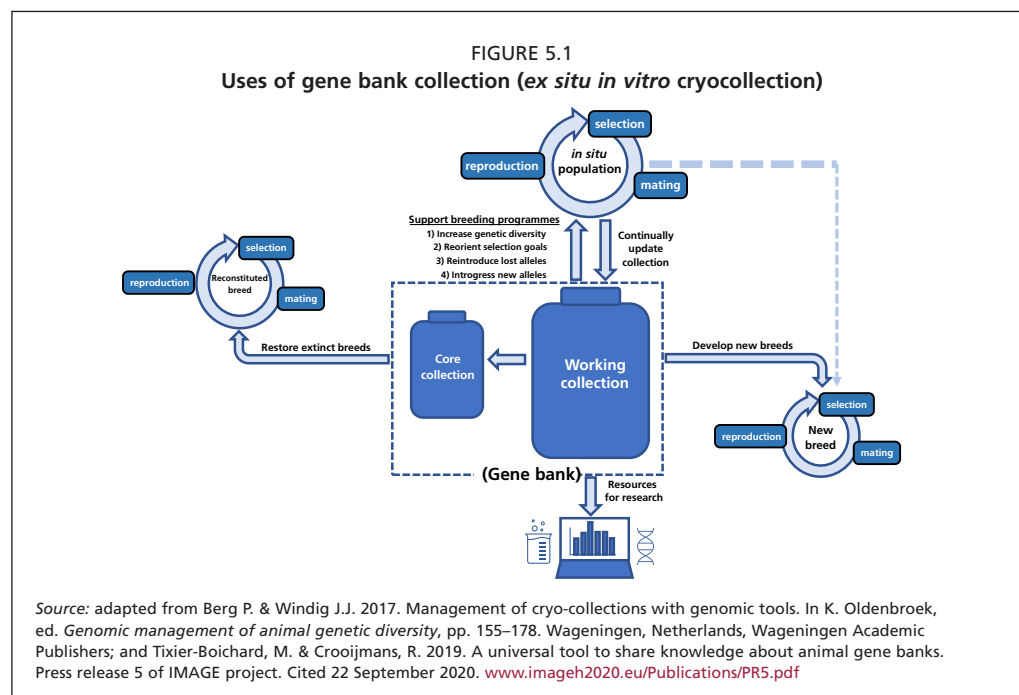 FIGURE 5.1
Uses of gene bank collection (ex situ in vitro cryocollection)
selection
in situ
population
reproduction
mating
Support breeding programmes
1) Increase genetic diversity
2) Reorient selection goals
3) Reintroduce lost alleles
4) Introgress new alleles
Continually
update
collection
selection
reproduction
Reconstituted
breed
mating
Restore extinct breeds
Core
collection
Working
collection
Develop new breeds
selection
reproduction
New
breed
mating
(Gene bank)
Resources
for research
Source: adapted from Berg P. & Windig J.J. 2017. Management of cryo-collections with genomic tools. In K. Oldenbroek,
ed. Genomic management of animal genetic diversity, pp. 155–178. Wageningen, Netherlands, Wageningen Academic
Publishers; and Tixier-Boichard, M. & Crooijmans, R. 2019. A universal tool to share knowledge about animal gene banks.
Press release 5 of IMAGE project. Cited 22 September 2020. www.imageh2020.eu/Publications/PR5.pdf